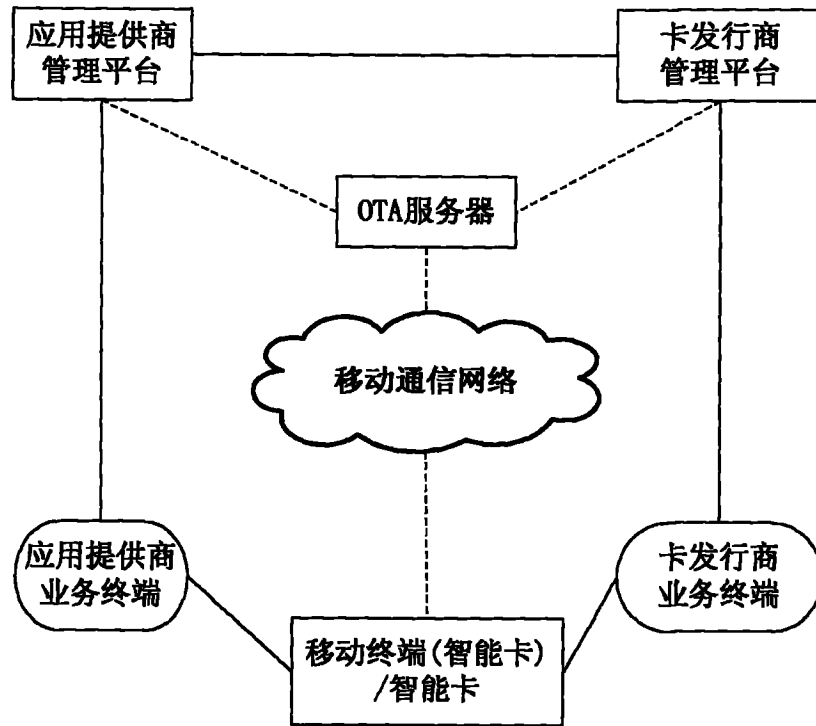 应用提供商
管理平台
卡发行商
管理平台
OTA服务器
移动通信网络
应用提供商
业务终端
卡发行商
业务终端
移动终端(智能卡)
/智能卡